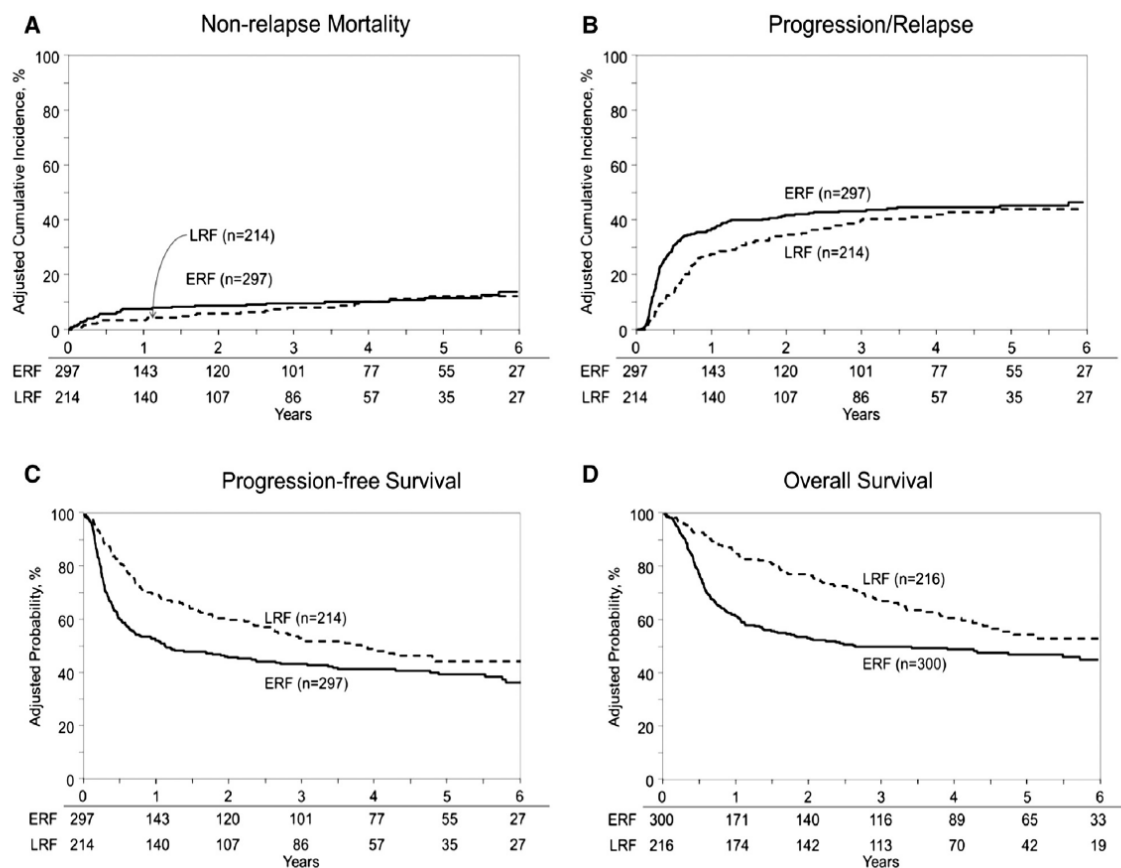 A Non-relapse Mortality
Adjusted Cumulative Incidence, %
100
80
60
40
20
0
LRF (n=214)
ERF (n=297)
0 1 2 3 4 5 6
ERF 297 143 120 101 77 55 27
LRF 214 140 107 86 57 35 27
Years
B Progression/Relapse
Adjusted Cumulative Incidence, %
100
80
60
40
20
0
ERF (n=297)
LRF (n=214)
0 1 2 3 4 5 6
ERF 297 143 120 101 77 55 27
LRF 214 140 107 86 57 35 27
Years
C Progression-free Survival
Adjusted Probability, %
100
80
60
40
20
0
LRF (n=214)
ERF (n=297)
0 1 2 3 4 5 6
ERF 297 143 120 101 77 55 27
LRF 214 140 107 86 57 35 27
Years
D Overall Survival
Adjusted Probability, %
100
80
60
40
20
0
LRF (n=216)
ERF (n=300)
0 1 2 3 4 5 6
ERF 300 171 140 116 89 65 33
LRF 216 174 142 113 70 42 19
Years